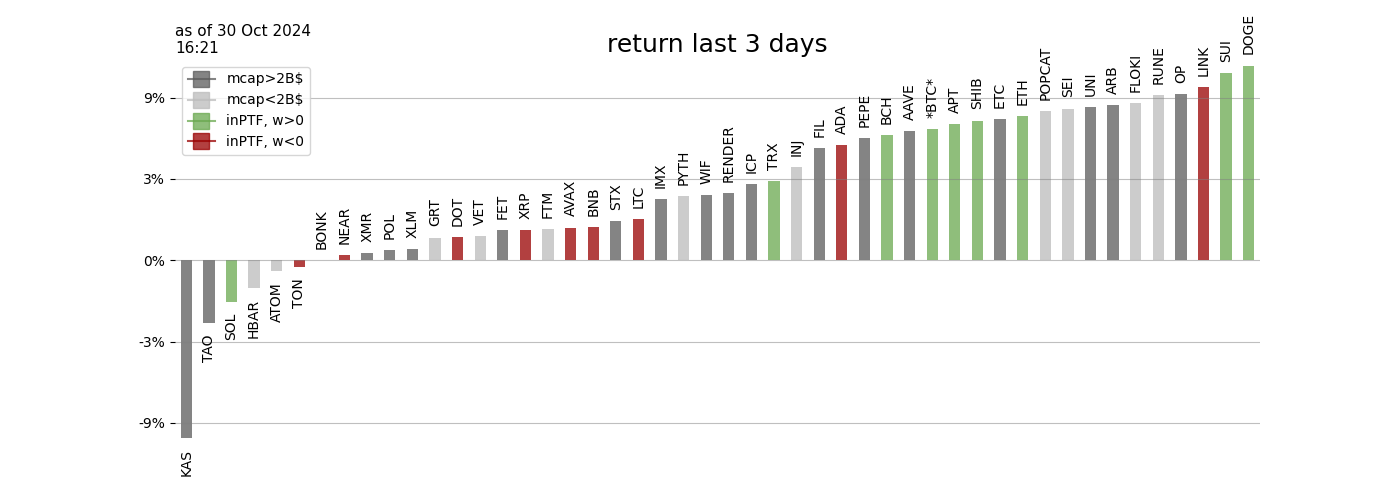 as of 30 Oct 2024
16:21
return last 3 days
mcap>2B$
mcap<2B$
inPTF, w>0
inPTF, w<0
9%
3%
0%
-3%
-9%
KAS
TAO
SOL
HBAR
ATOM
TON
BONK
NEAR
XMR
POL
XLM
GRT
DOT
VET
FET
XRP
FTM
AVAX
BNB
STX
LTC
IMX
PYTH
WIF
RENDER
ICP
TRX
INJ
FIL
ADA
PEPE
BCH
AAVE
*BTC*
APT
SHIB
ETC
ETH
POPCAT
SEI
UNI
ARB
FLOKI
RUNE
OP
LINK
SUI
DOGE